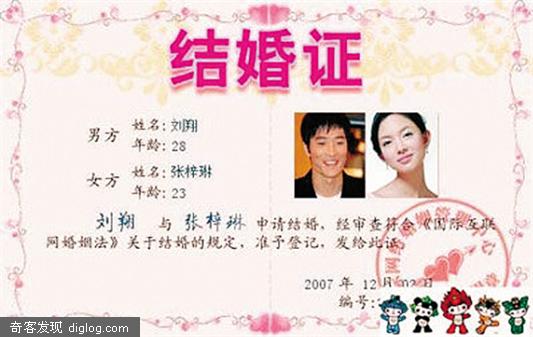 结婚证
男方
姓名: 刘翔
年龄: 28
女方
姓名: 张梓琳
年龄: 23
刘翔 与 张梓琳 申请结婚，经审查符合《国际互联
网婚姻法》关于结婚的规定，准予登记，发给此证。
2007 年 12 月 02 日
编号:
奇客发现 diglog.com